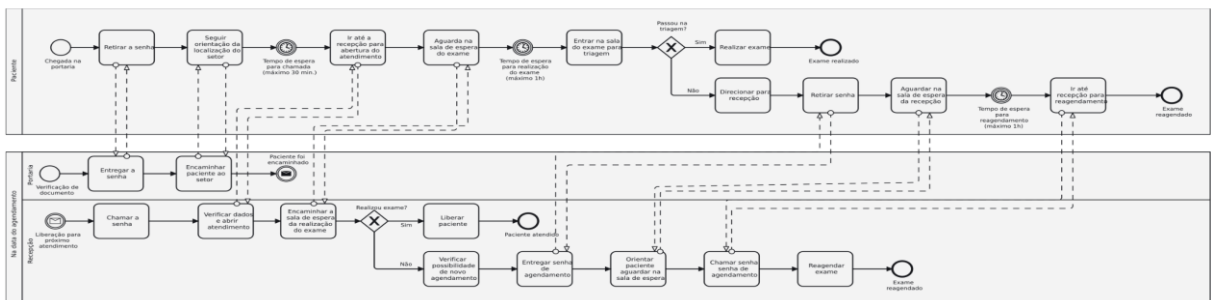 Paciente
Chegada na
portaria
Retirar a senha
Seguir
orientação da
localização do
setor
Tempo de espera
para chamada
(máximo 30 min.)
Ir até a
recepção para
abertura do
atendimento
Aguarda na
sala de espera
do exame
Tempo de espera
para realização
do exame
(máximo 1h)
Entrar na sala
do exame para
triagem
Passou na
triagem?
Sim
Realizar exame
Exame realizado
Não
Direcionar para
recepção
Retirar senha
Aguardar na
sala de espera
da recepção
Tempo de espera
para
reagendamento
(máximo 1h)
Ir até
recepção para
reagendamento
Exame
reagendado
Na data do agendamento
Portaria
Verificação de
documento
Entregar a
senha
Encaminhar
paciente ao
setor
Paciente foi
encaminhado
Recepção
Liberação para
próximo
atendimento
Chamar a
senha
Verificar dados
e abrir
atendimento
Encaminhar a
sala de espera
da realização
do exame
Realizou exame?
Sim
Liberar
paciente
Paciente atendido
Não
Verificar
possibilidade
de novo
agendamento
Entregar senha
de
agendamento
Orientar
paciente
aguardar na
sala de espera
Chamar senha
senha de
agendamento
Reagendar
exame
Exame
reagendado